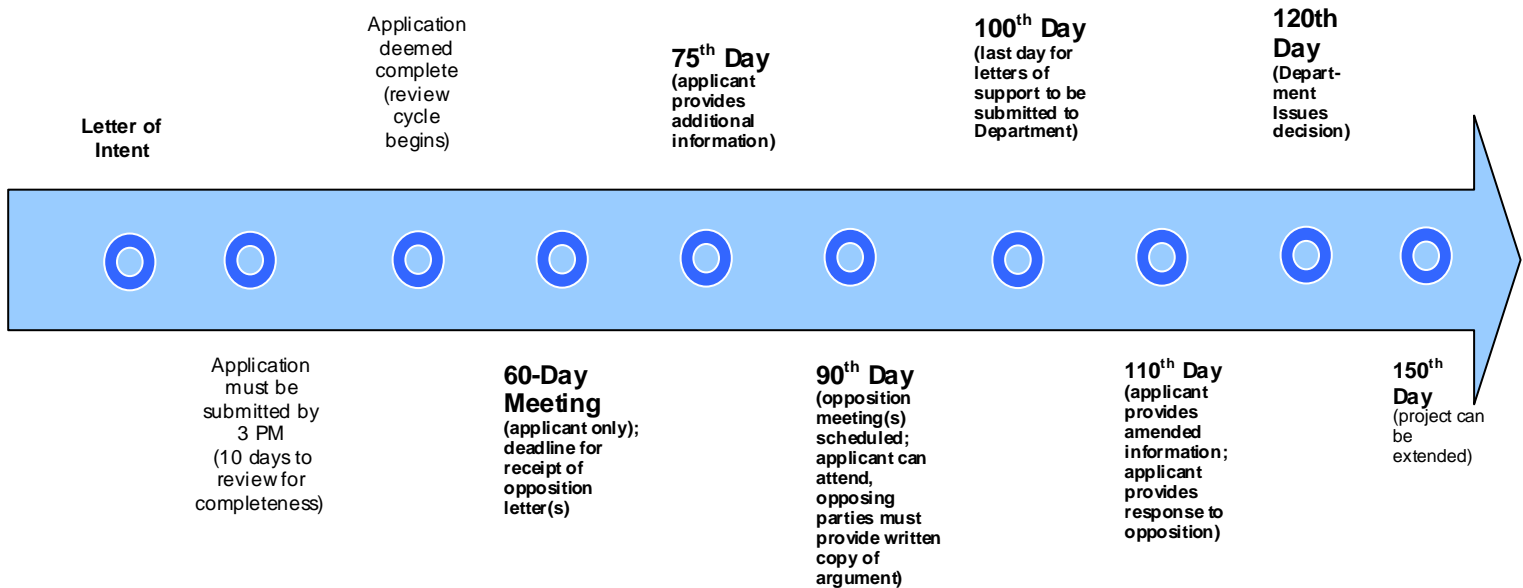 Letter of
Intent
Application
must be
submitted by
3 PM
(10 days to
review for
completeness)
Application
deemed
complete
(review
cycle
begins)
60-Day
Meeting
(applicant only);
deadline for
receipt of
opposition
letter(s)
75th Day
(applicant
provides
additional
information)
90th Day
(opposition
meeting(s)
scheduled;
applicant can
attend,
opposing
parties must
provide written
copy of
argument)
100th Day
(last day for
letters of
support to be
submitted to
Department)
110th Day
(applicant
provides
amended
information;
applicant
provides
response to
opposition)
120th
Day
(Depart-
ment
Issues
decision)
150th
Day
(project can
be
extended)